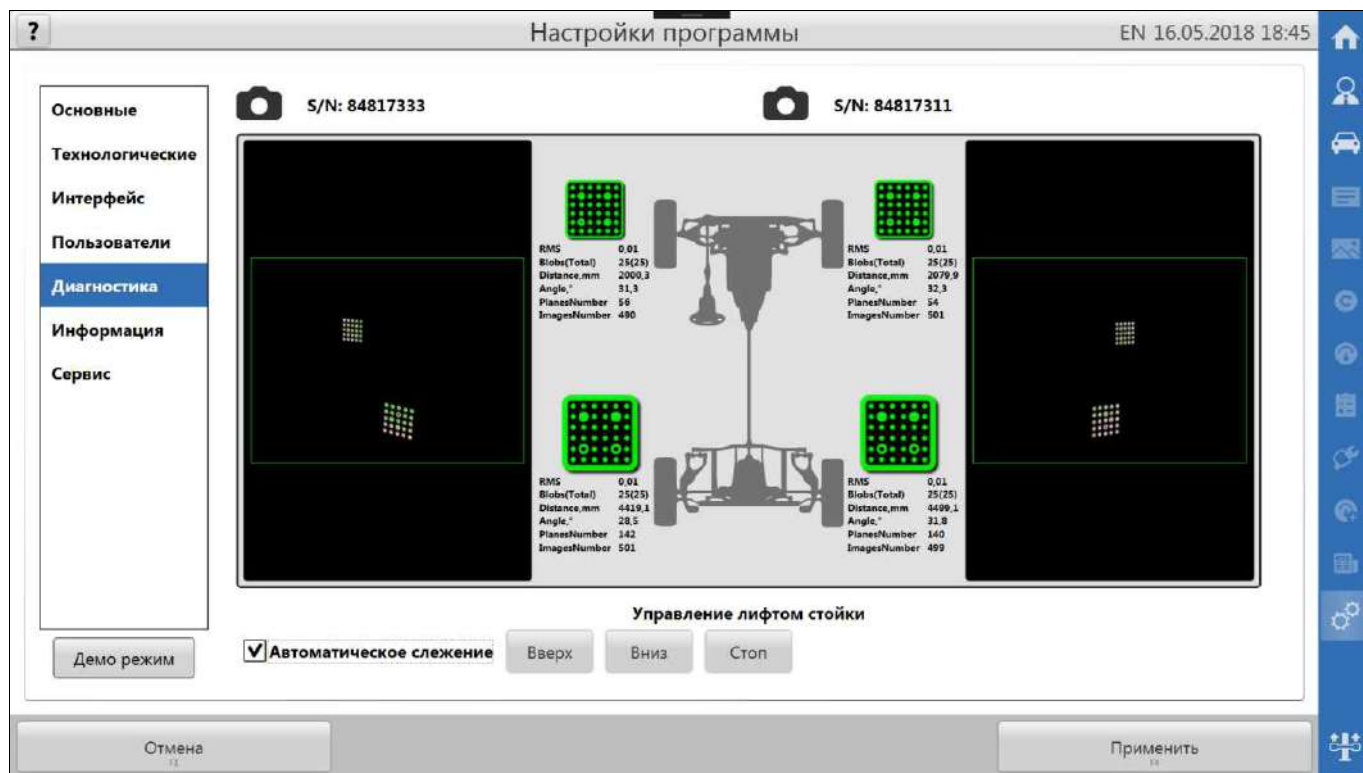 ?
Настройки программы
EN 16.05.2018 18:45
Основные
Технологические
Интерфейс
Пользователи
Диагностика
Информация
Сервис
Демо режим
S/N: 84817333
S/N: 84817311
RMS 0,01
Blobs(Total) 25(25)
Distance,mm 2000,3
Angle,° 31,3
PlanesNumber 56
ImagesNumber 490
RMS 0,01
Blobs(Total) 25(25)
Distance,mm 2079,9
Angle,° 32,3
PlanesNumber 54
ImagesNumber 501
RMS 0,01
Blobs(Total) 25(25)
Distance,mm 4419,1
Angle,° 28,5
PlanesNumber 142
ImagesNumber 501
RMS 0,01
Blobs(Total) 25(25)
Distance,mm 4499,1
Angle,° 31,8
PlanesNumber 140
ImagesNumber 499
Управление лифтом стойки
Автоматическое слежение
Вверх
Вниз
Стоп
Отмена
Применить